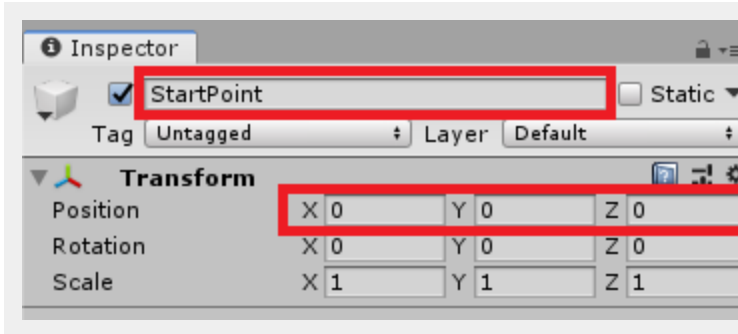 Inspector
StartPoint Static
Tag Untagged Layer Default
Transform
Position X 0 Y 0 Z 0
Rotation X 0 Y 0 Z 0
Scale X 1 Y 1 Z 1